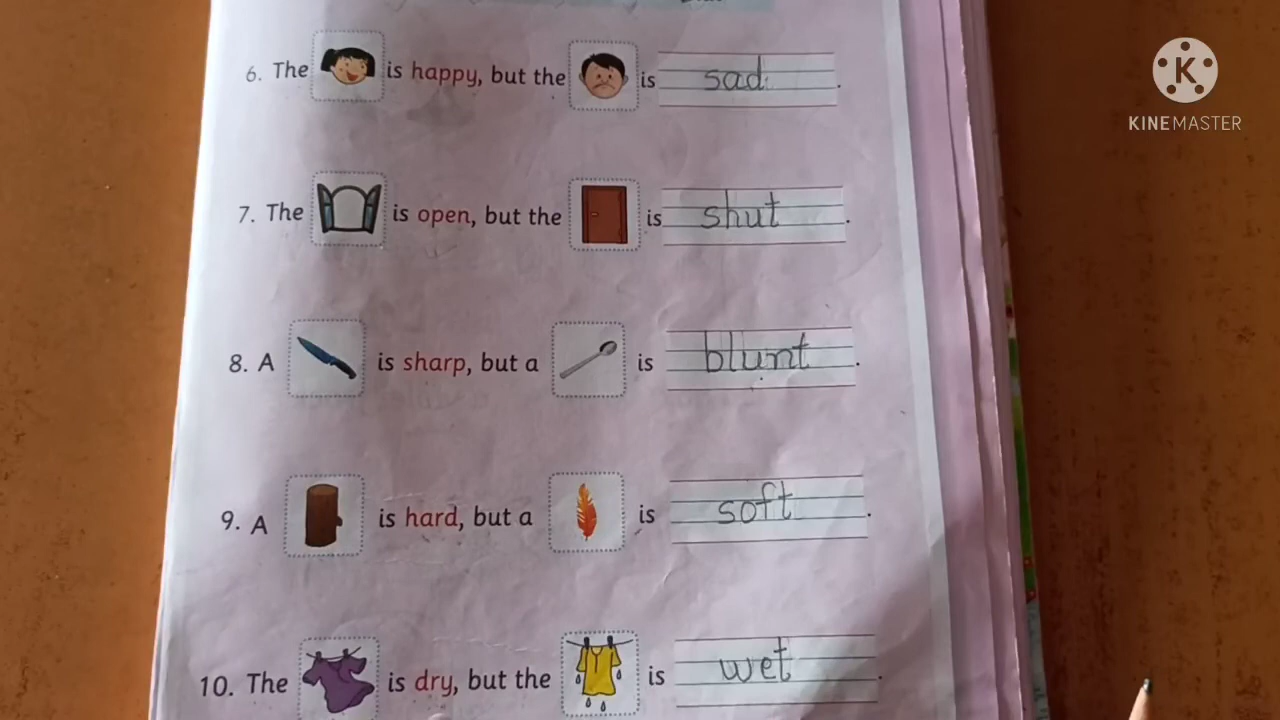 6. The is happy, but the is sad.
KINEMASTER
7. The is open, but the is shut.
8. A is sharp, but a is blunt.
9. A is hard, but a is soft.
10. The is dry, but the is wet.